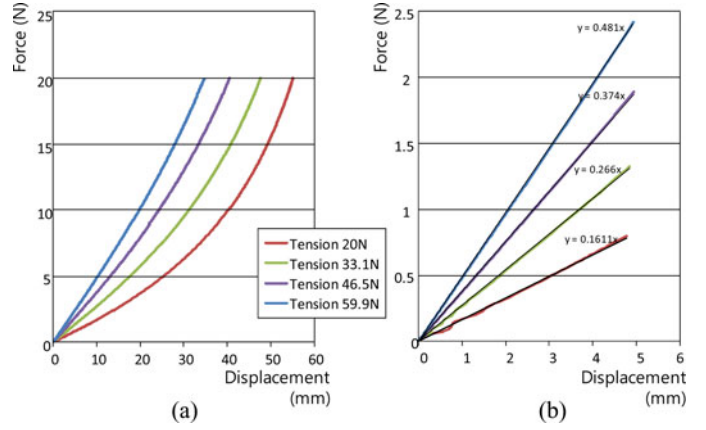 Force (N)
25
20
15
10
5
0
0 10 20 30 40 50 60
Displacement
(mm)
(a)
Tension 20N
Tension 33.1N
Tension 46.5N
Tension 59.9N
Force (N)
2.5
2
1.5
1
0.5
0
0 1 2 3 4 5 6
y = 0.481x
y = 0.374x
y = 0.266x
y = 0.1611x
Displacement
(mm)
(b)